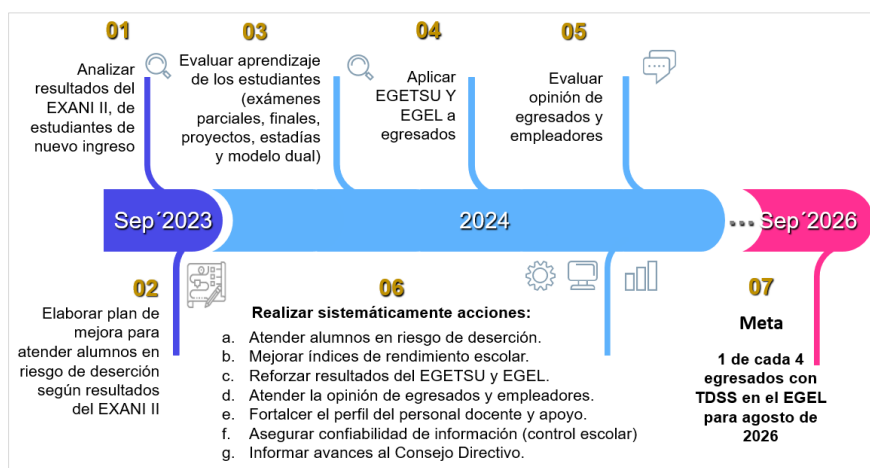 01
Analizar
resultados del
EXANI II, de
estudiantes de
nuevo ingreso
03
Evaluar aprendizaje
de los estudiantes
(exámenes
parciales, finales,
proyectos, estadías
y modelo dual)
04
Aplicar
EGETSU Y
EGEL a
egresados
05
Evaluar
opinión de
egresados y
empleadores
Sep´2023
2024
... Sep´2026
02
Elaborar plan de
mejora para
atender alumnos en
riesgo de deserción
según resultados
del EXANI II
06
Realizar sistemáticamente acciones:
a. Atender alumnos en riesgo de deserción.
b. Mejorar índices de rendimiento escolar.
c. Reforzar resultados del EGETSU y EGEL.
d. Atender la opinión de egresados y empleadores.
e. Fortalcer el perfil del personal docente y apoyo.
f. Asegurar confiabilidad de información (control escolar)
g. Informar avances al Consejo Directivo.
07
Meta
1 de cada 4
egresados con
TDSS en el EGEL
para agosto de
2026